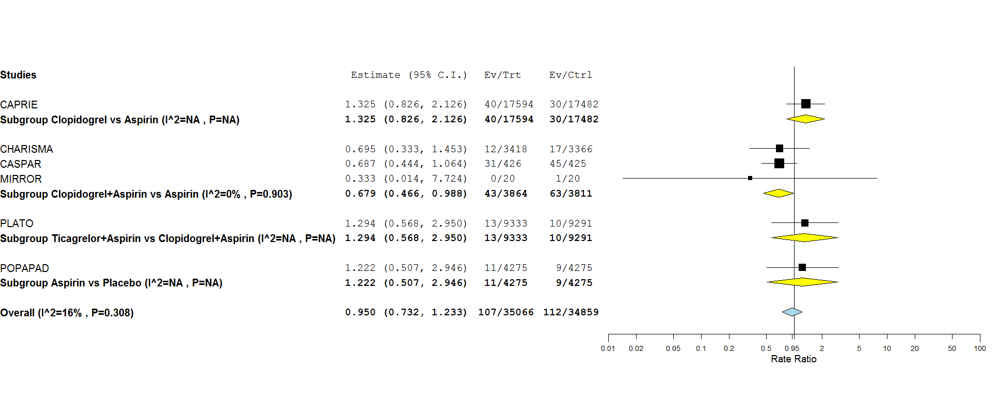 Studies Estimate (95% C.I.) Ev/Trt Ev/Ctrl
CAPRIE 1.325 (0.826, 2.126) 40/17594 30/17482
Subgroup Clopidogrel vs Aspirin (I^2=NA , P=NA) 1.325 (0.826, 2.126) 40/17594 30/17482
CHARISMA 0.695 (0.333, 1.453) 12/3418 17/3366
CASPAR 0.687 (0.444, 1.064) 31/426 45/425
MIRROR 0.333 (0.014, 7.724) 0/20 1/20
Subgroup Clopidogrel+Aspirin vs Aspirin (I^2=0% , P=0.903) 0.679 (0.466, 0.988) 43/3864 63/3811
PLATO 1.294 (0.568, 2.950) 13/9333 10/9291
Subgroup Ticagrelor+Aspirin vs Clopidogrel+Aspirin (I^2=NA , P=NA) 1.294 (0.568, 2.950) 13/9333 10/9291
POPAPAD 1.222 (0.507, 2.946) 11/4275 9/4275
Subgroup Aspirin vs Placebo (I^2=NA , P=NA) 1.222 (0.507, 2.946) 11/4275 9/4275
Overall (I^2=16% , P=0.308) 0.950 (0.732, 1.233) 107/35066 112/34859
0.01 0.02 0.05 0.1 0.2 0.5 0.95 2 5 10 20 50 100
Rate Ratio